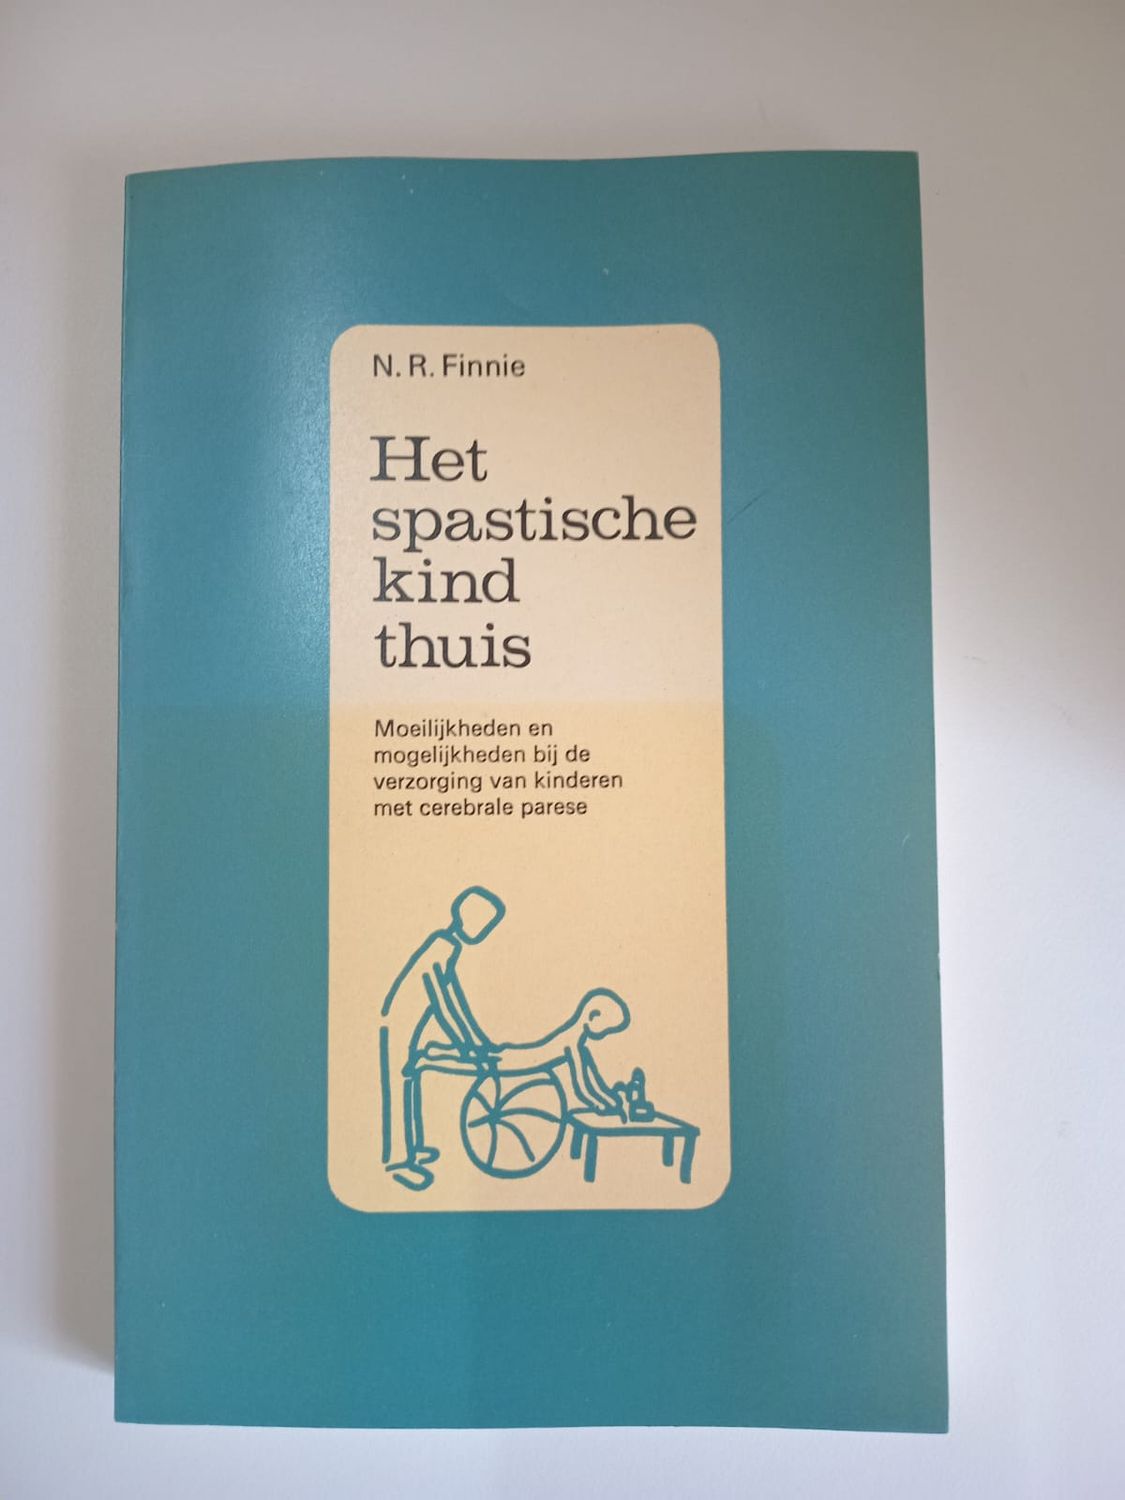 N. R. Finnie
Het
spastische
kind
thuis
Moeilijkheden en
mogelijkheden bij de
verzorging van kinderen
met cerebrale parese